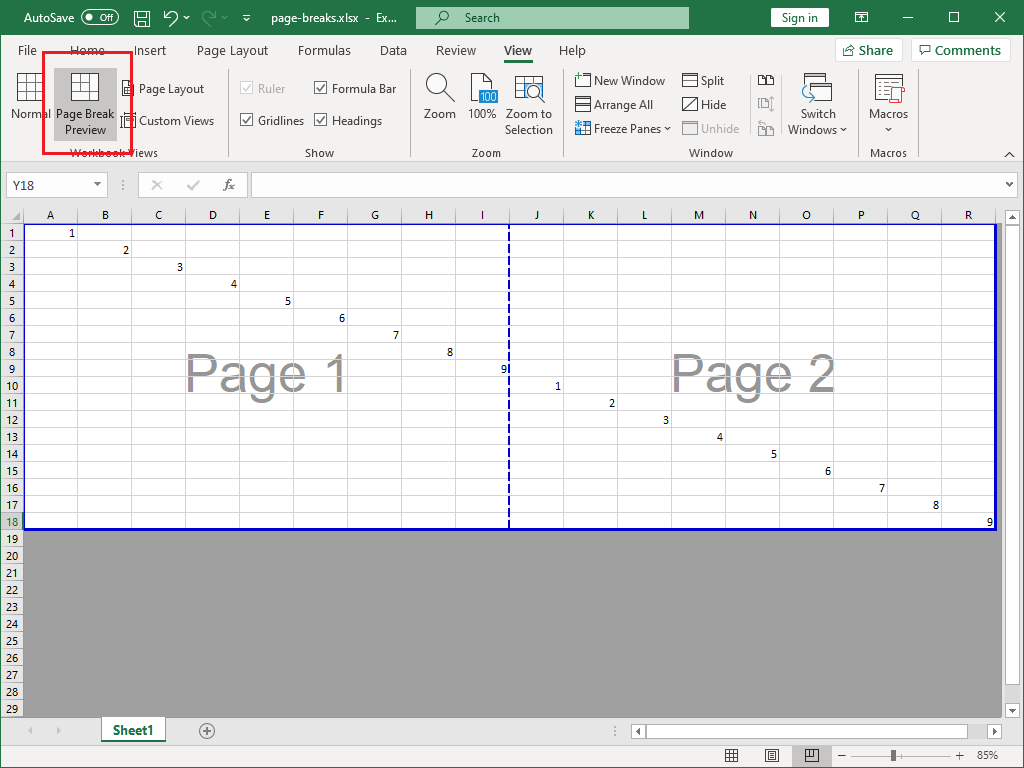 AutoSave Off page-breaks.xlsx - Ex... Search Sign in
File Home Insert Page Layout Formulas Data Review View Help Share Comments
Normal Page Break Preview Page Layout Custom Views
Workbook Views
Ruler Formula Bar
Gridlines Headings
Show
Zoom 100 100% Zoom to Selection
Zoom
New Window Split
Arrange All Hide
Freeze Panes Unhide
Switch Windows
Window
Macros
Macros
Y18 fx
A B C D E F G H I J K L M N O P Q R
1 1
2 2
3 3
4 4
5 5
6 6
7 7
8 8
9 9
Page 1 Page 2
10 1
11 2
12 3
13 4
14 5
15 6
16 7
17 8
18 9
19
20
21
22
23
24
25
26
27
28
29
Sheet1
85%